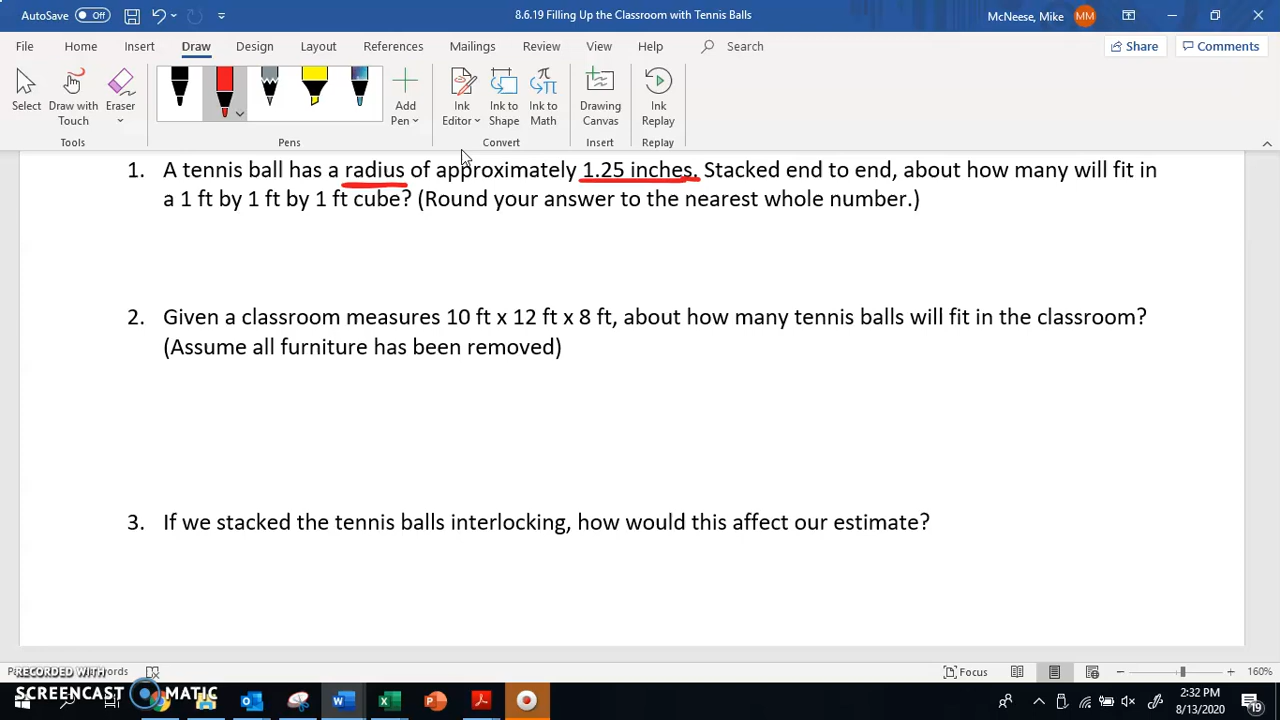 AutoSave Off 8.6.19 Filling Up the Classroom with Tennis Balls McNeese, Mike MM
File Home Insert Draw Design Layout References Mailings Review View Help Search Share Comments
Select Draw with Touch Eraser Add Pen Ink Editor Ink to Shape Ink to Math Drawing Canvas Ink Replay
Tools Pens Convert Insert Replay
1. A tennis ball has a radius of approximately 1.25 inches. Stacked end to end, about how many will fit in
a 1 ft by 1 ft by 1 ft cube? (Round your answer to the nearest whole number.)
2. Given a classroom measures 10 ft x 12 ft x 8 ft, about how many tennis balls will fit in the classroom?
(Assume all furniture has been removed)
3. If we stacked the tennis balls interlocking, how would this affect our estimate?
RECORDED WITH
Focus 160%
SCREENCAST MATIC
2:32 PM
8/13/2020
19